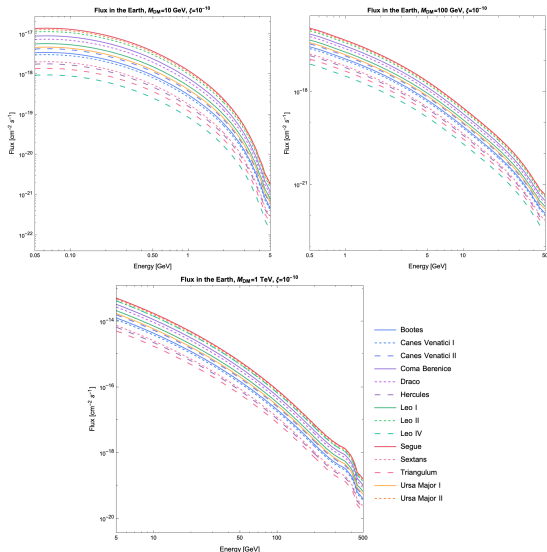 Flux in the Earth, MDM=10 GeV, ξ=10⁻¹⁰
Flux [cm⁻² s⁻¹]
10⁻¹⁷
10⁻¹⁸
10⁻¹⁹
10⁻²⁰
10⁻²¹
10⁻²²
0.05 0.10 0.50 1 5
Energy [GeV]
Flux in the Earth, MDM=100 GeV, ξ=10⁻¹⁰
Flux [cm⁻² s⁻¹]
10⁻²¹
0.5 1 5 10 50
Energy [GeV]
Flux in the Earth, MDM=1 TeV, ξ=10⁻¹⁰
Flux [cm⁻² s⁻¹]
10⁻¹⁴
10⁻¹⁶
10⁻¹⁸
10⁻²⁰
5 10 50 100 500
Energy [GeV]
Bootes
Canes Venatici I
Canes Venatici II
Coma Berenice
Draco
Hercules
Leo I
Leo II
Leo IV
Segue
Sextans
Triangulum
Ursa Major I
Ursa Major II